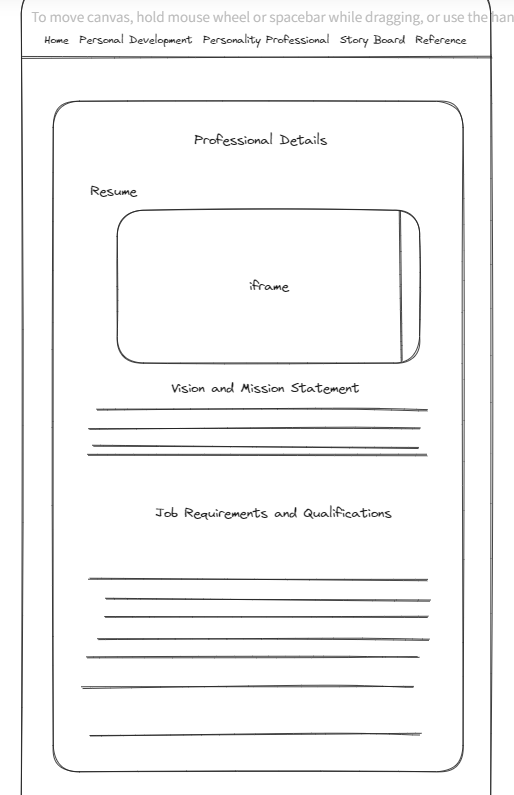 To move canvas, hold mouse wheel or spacebar while dragging, or use the han
Home Personal Development Personality Professional Story Board Reference
Professional Details
Resume
iframe
Vision and Mission Statement
Job Requirements and Qualifications